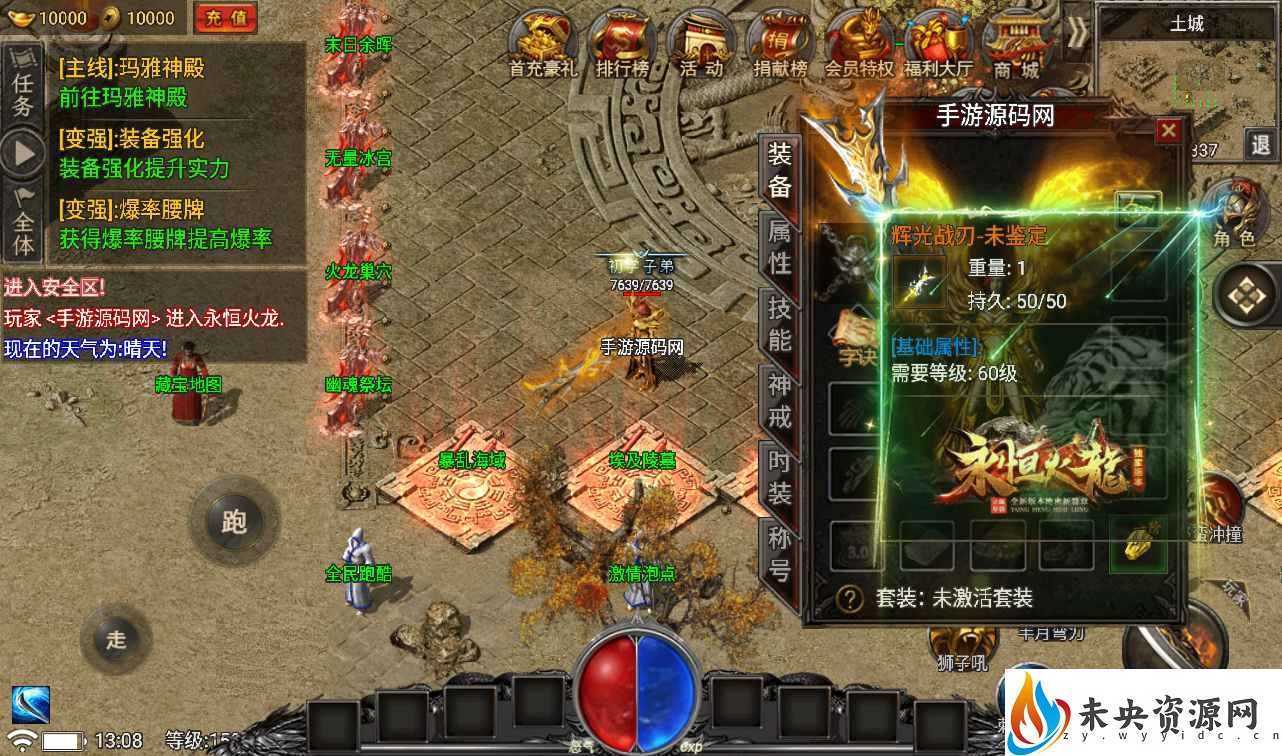 10000
10000
充值
任务
全体
[主线]:玛雅神殿
前往玛雅神殿
[变强]:装备强化
装备强化提升实力
[变强]:爆率腰牌
获得爆率腰牌提高爆率
进入安全区!
玩家 <手游源码网> 进入永恒火龙.
现在的天气为:晴天!
藏宝地图
末日余晖
无量冰宫
火龙巢穴
幽魂祭坛
首充豪礼
排行榜
活动
捐献榜
会员特权
福利大厅
商城
土城
337
退
角色
7639/7639
手游源码网
暴乱海域
埃及陵墓
全民跑酷
激情泡点
跑
走
手游源码网
装备
属性
技能
神戒
时装
称号
字诀
辉光战刃-未鉴定
重量: 1
持久: 50/50
[基础属性]:
需要等级: 60级
永恒火龙
套装：未激活套装
?
狮子吼
半月弯刀
13:08
怒气
exp
未央资源网
zy.wyyidc.cn